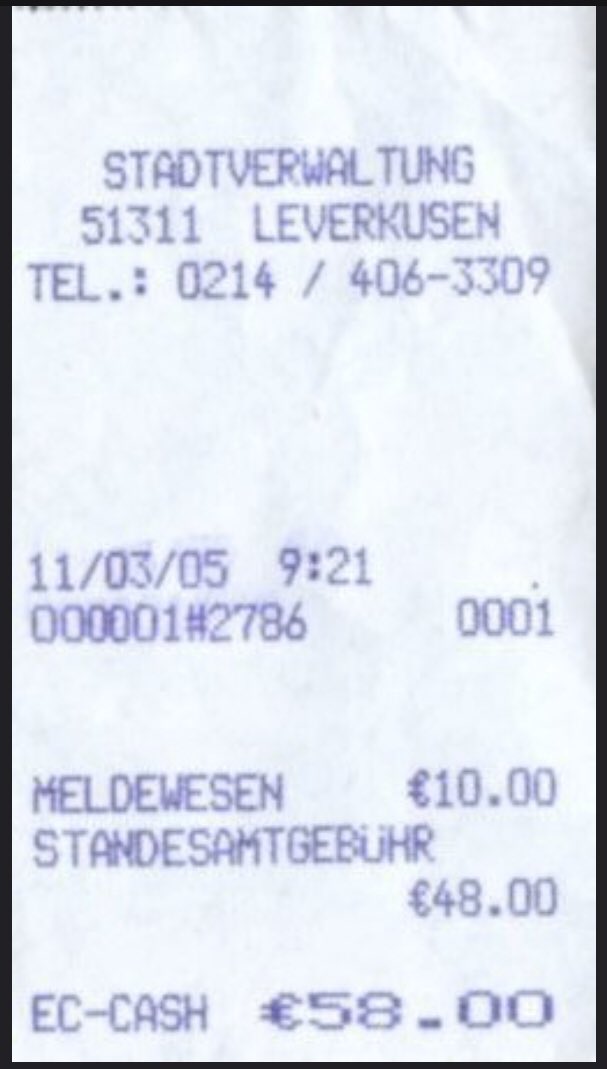 STADTVERWALTUNG
51311 LEVERKUSEN
TEL.: 0214 / 406-3309
11/03/05 9:21
000001#2786 0001
MELDEWESEN €10.00
STANDESAMTGEBÜHR
€48.00
EC-CASH €58.00